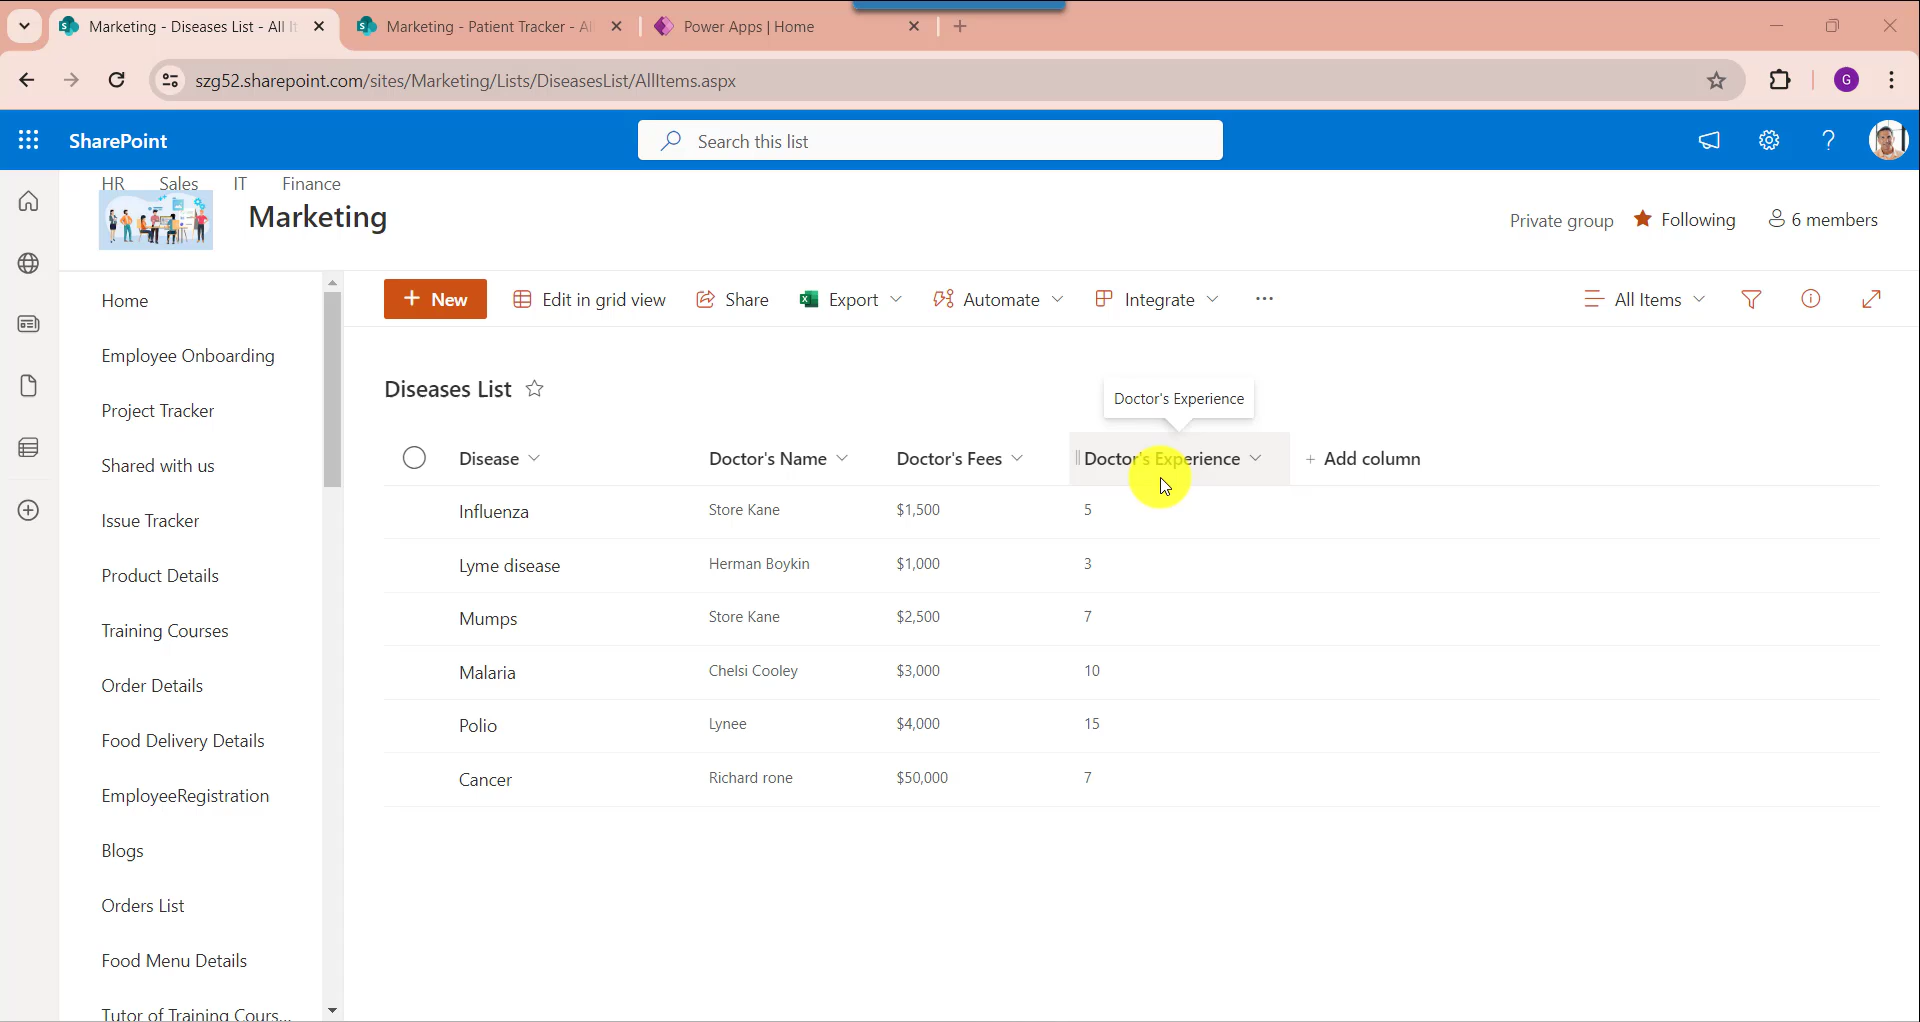 Marketing - Diseases List - All It
Marketing - Patient Tracker - All
Power Apps | Home
szg52.sharepoint.com/sites/Marketing/Lists/DiseasesList/AllItems.aspx
G
SharePoint
Search this list
HR Sales IT Finance
Marketing
Private group
Following
6 members
Home
Employee Onboarding
Project Tracker
Shared with us
Issue Tracker
Product Details
Training Courses
Order Details
Food Delivery Details
EmployeeRegistration
Blogs
Orders List
Food Menu Details
Tutor of Training Cours...
+ New
Edit in grid view
Share
Export
Automate
Integrate
...
All Items
Diseases List
Doctor's Experience
Disease Doctor's Name Doctor's Fees Doctor's Experience + Add column
Influenza Store Kane $1,500 5
Lyme disease Herman Boykin $1,000 3
Mumps Store Kane $2,500 7
Malaria Chelsi Cooley $3,000 10
Polio Lynee $4,000 15
Cancer Richard rone $50,000 7